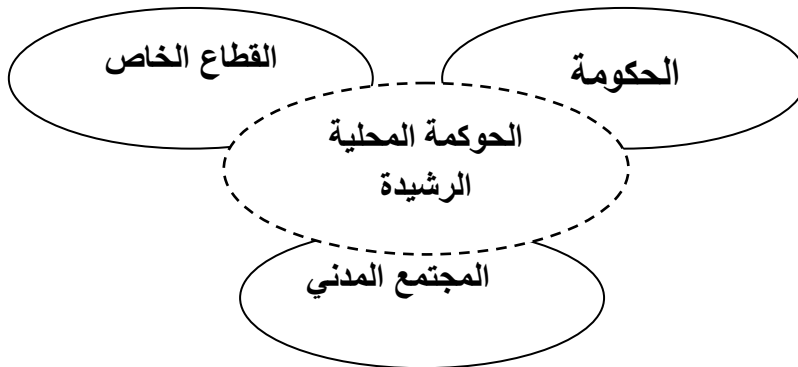 الحكومة
القطاع الخاص
الحوكمة المحلية
الرشيدة
المجتمع المدني